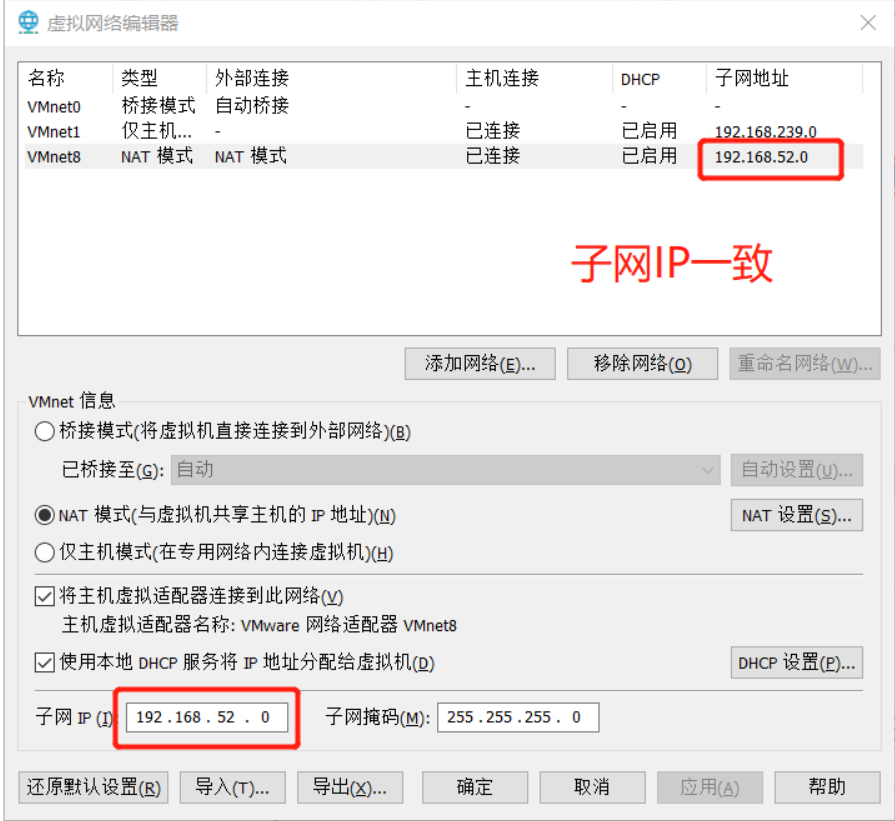 虚拟网络编辑器
名称 类型 外部连接 主机连接 DHCP 子网地址
VMnet0 桥接模式 自动桥接 - - -
VMnet1 仅主机... - 已连接 已启用 192.168.239.0
VMnet8 NAT 模式 NAT 模式 已连接 已启用 192.168.52.0
子网IP一致
添加网络(E)... 移除网络(O) 重命名网络(W)...
VMnet 信息
桥接模式(将虚拟机直接连接到外部网络)(B)
已桥接至(G): 自动 自动设置(U)...
NAT 模式(与虚拟机共享主机的 IP 地址)(N) NAT 设置(S)...
仅主机模式(在专用网络内连接虚拟机)(H)
将主机虚拟适配器连接到此网络(V)
主机虚拟适配器名称: VMware 网络适配器 VMnet8
使用本地 DHCP 服务将 IP 地址分配给虚拟机(D) DHCP 设置(P)...
子网 IP (I): 192.168.52.0 子网掩码(M): 255.255.255.0
还原默认设置(R) 导入(T)... 导出(X)... 确定 取消 应用(A) 帮助